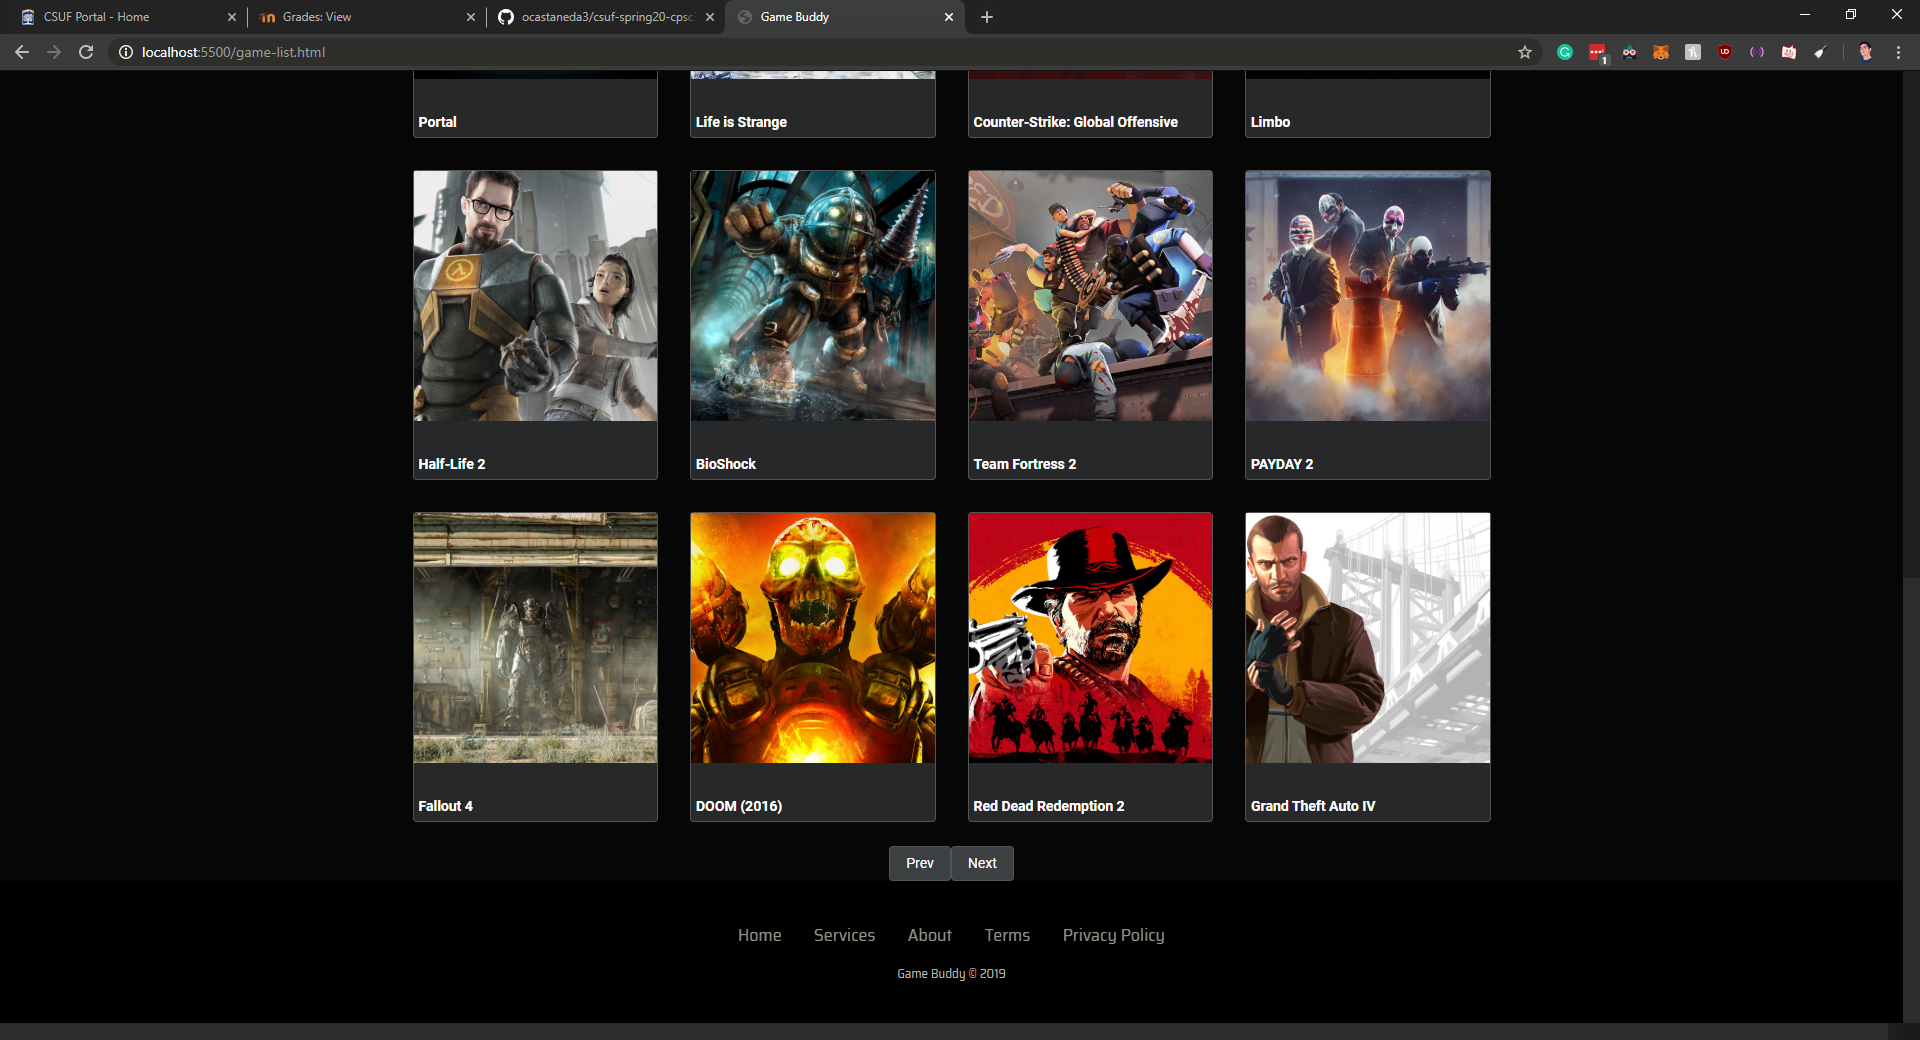 CSUF Portal - Home
Grades: View
ocastaneda3/csuf-spring20-cpsc
Game Buddy
localhost:5500/game-list.html
1
Portal
Life is Strange
Counter-Strike: Global Offensive
Limbo
Half-Life 2
BioShock
Team Fortress 2
PAYDAY 2
Fallout 4
DOOM (2016)
Red Dead Redemption 2
Grand Theft Auto IV
Prev
Next
Home
Services
About
Terms
Privacy Policy
Game Buddy © 2019